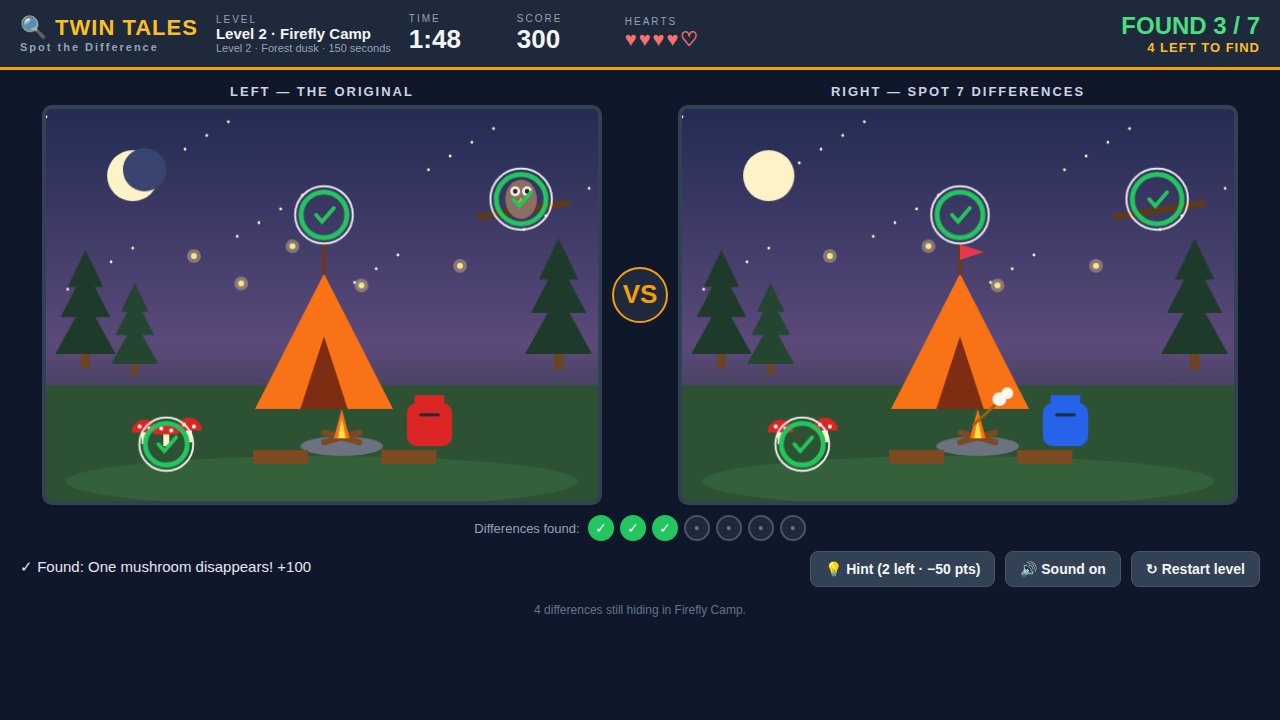 🔍 TWIN TALES
Spot the Difference
LEVEL
Level 2 · Firefly Camp
Level 2 · Forest dusk · 150 seconds
TIME
1:48
SCORE
300
HEARTS
♥♥♥♥♡
FOUND 3 / 7
4 LEFT TO FIND
LEFT — THE ORIGINAL
RIGHT — SPOT 7 DIFFERENCES
VS
Differences found: ✓ ✓ ✓ • • • •
✓ Found: One mushroom disappears! +100
💡 Hint (2 left · −50 pts)
🔊 Sound on
↻ Restart level
4 differences still hiding in Firefly Camp.